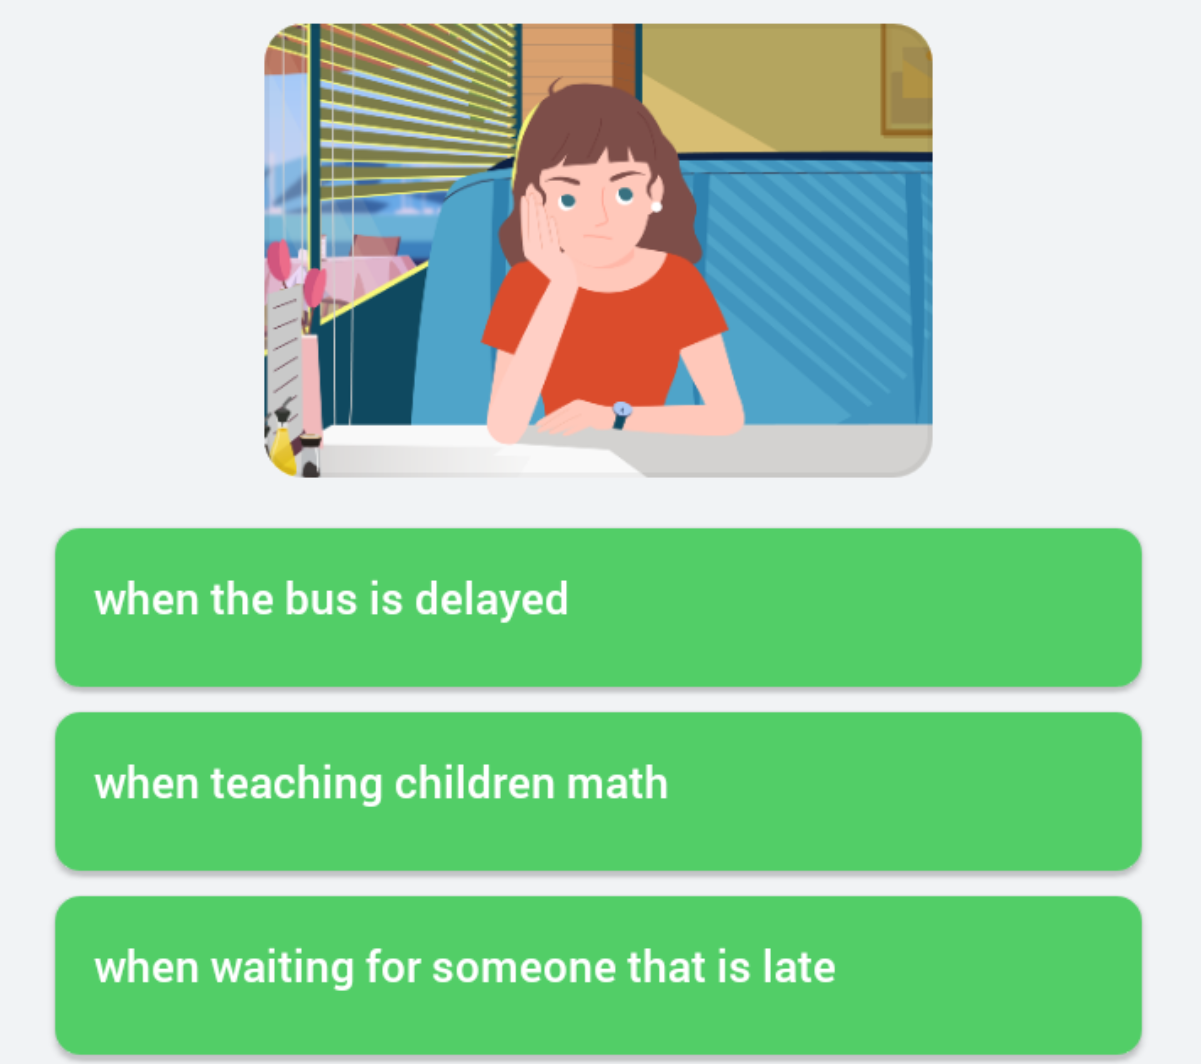 when the bus is delayed
when teaching children math
when waiting for someone that is late